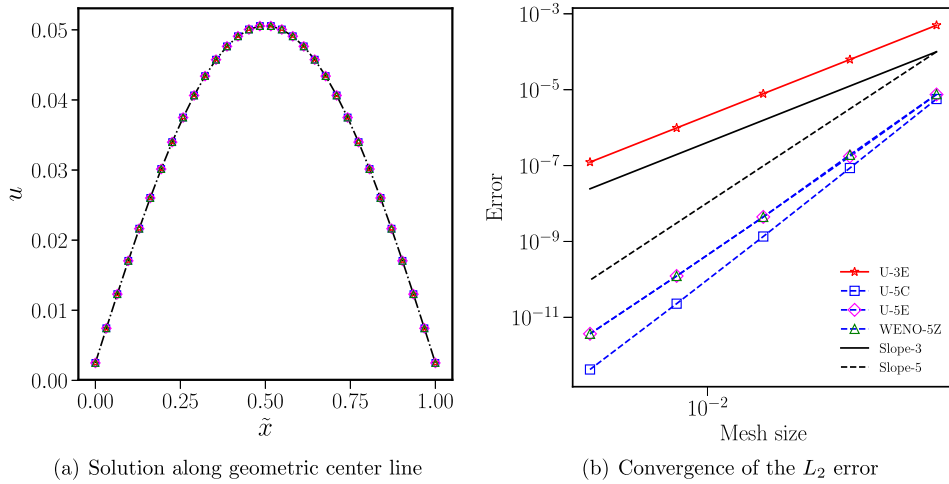 0.05
0.04
0.03
0.02
0.01
0.00
u
0.00 0.25 0.50 0.75 1.00
x̃
(a) Solution along geometric center line
10⁻³
10⁻⁵
10⁻⁷
10⁻⁹
10⁻¹¹
Error
U-3E
U-5C
U-5E
WENO-5Z
Slope-3
Slope-5
10⁻²
Mesh size
(b) Convergence of the L₂ error